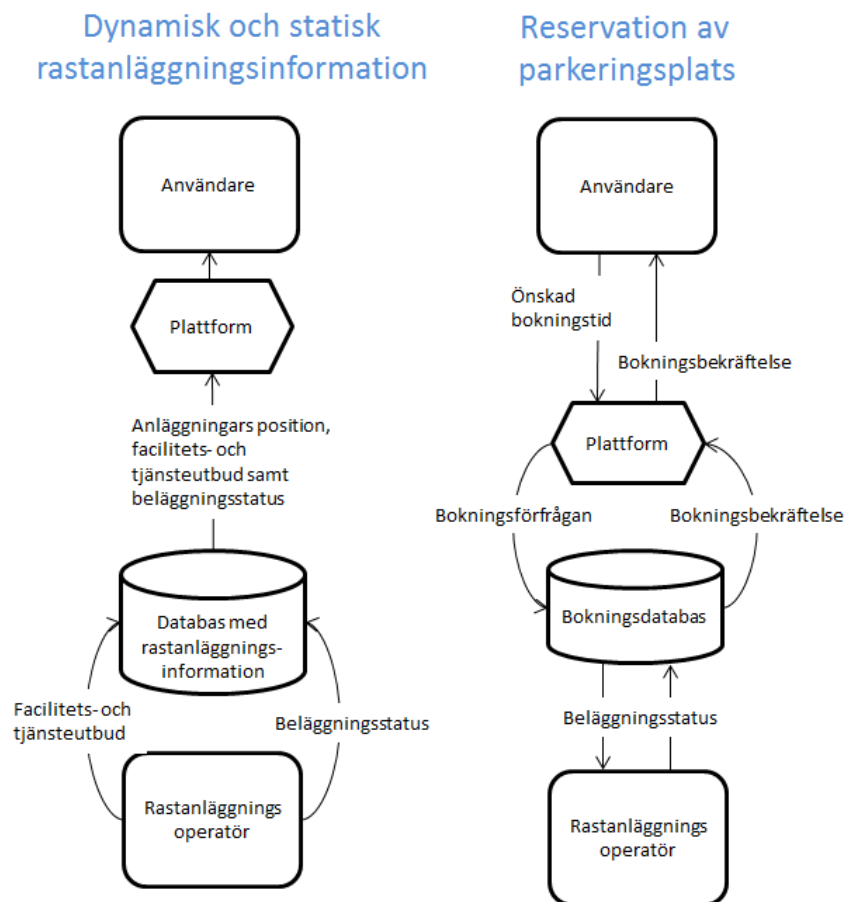 Dynamisk och statisk
rastanläggningsinformation
Användare
Plattform
Anläggningars position,
facilitets- och
tjänsteutbud samt
beläggningsstatus
Databas med
rastanläggnings-
information
Facilitets- och
tjänsteutbud
Beläggningsstatus
Rastanläggnings
operatör
Reservation av
parkeringsplats
Användare
Önskad
bokningstid
Bokningsbekräftelse
Plattform
Bokningsförfrågan
Bokningsbekräftelse
Bokningsdatabas
Beläggningsstatus
Rastanläggnings
operatör